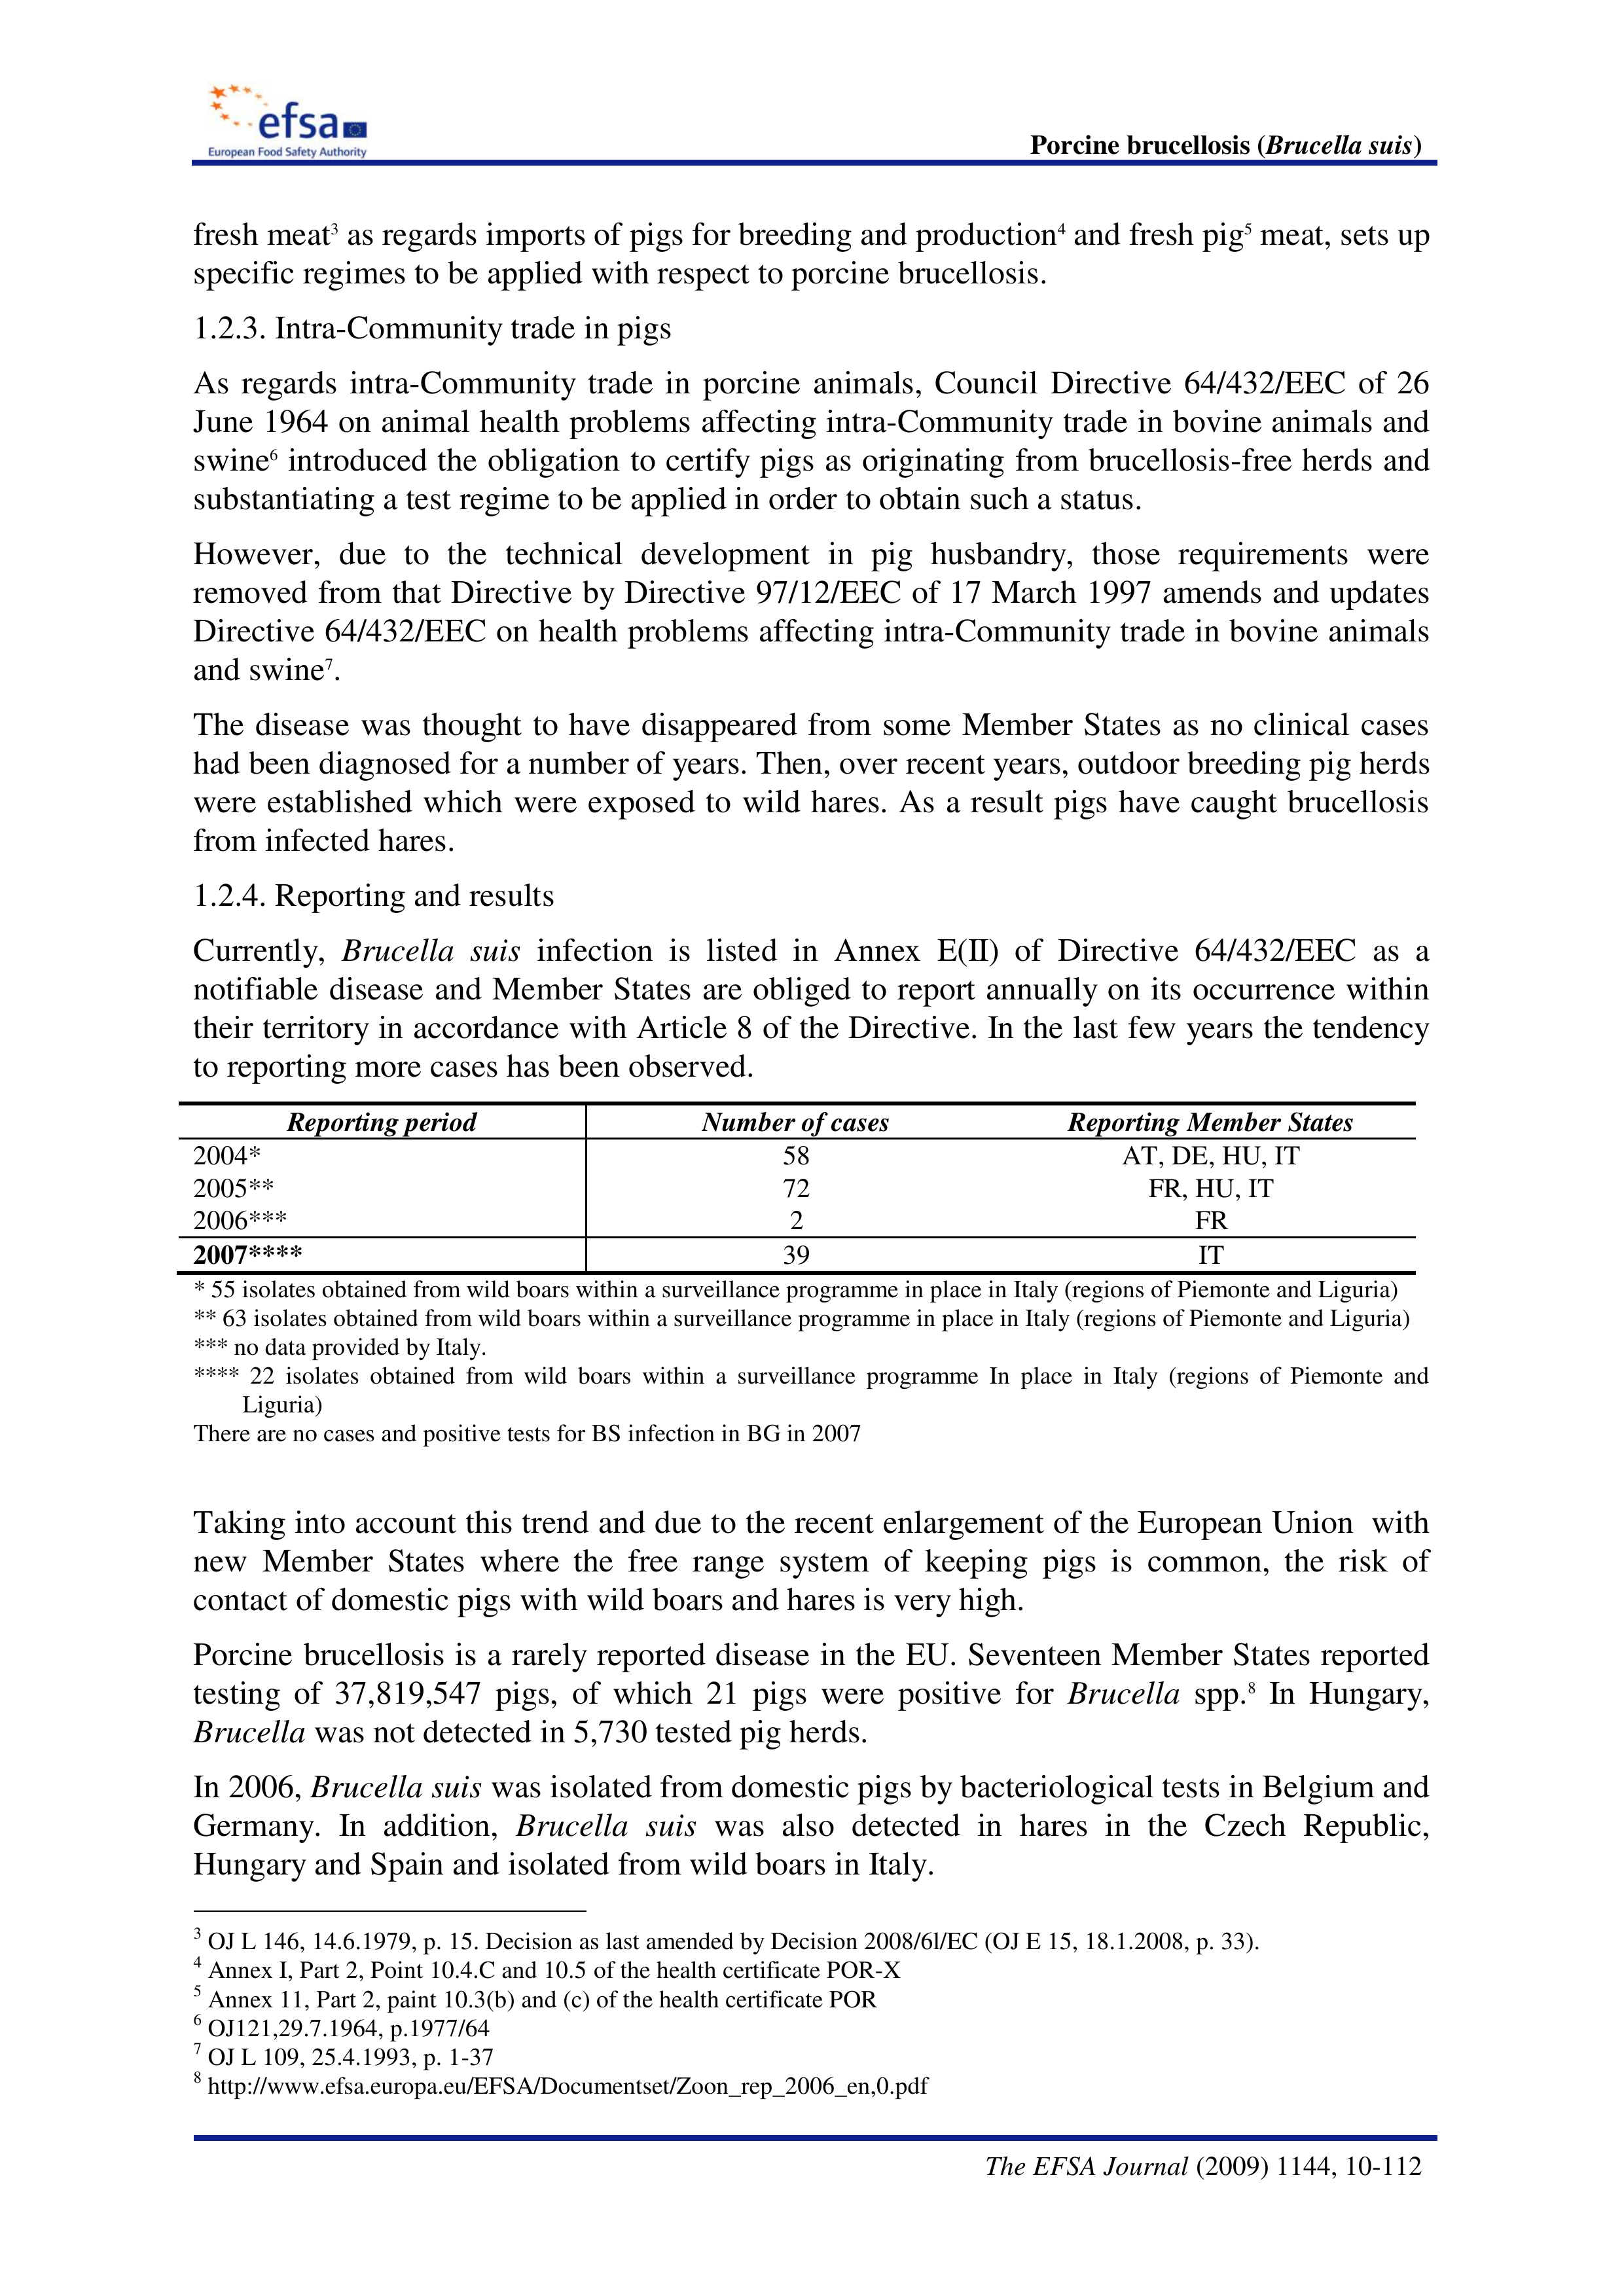 efsa
European Food Safety Authority
Porcine brucellosis (Brucella suis)
fresh meat3 as regards imports of pigs for breeding and production4 and fresh pig5 meat, sets up
specific regimes to be applied with respect to porcine brucellosis.
1.2.3. Intra-Community trade in pigs
As regards intra-Community trade in porcine animals, Council Directive 64/432/EEC of 26
June 1964 on animal health problems affecting intra-Community trade in bovine animals and
swine6 introduced the obligation to certify pigs as originating from brucellosis-free herds and
substantiating a test regime to be applied in order to obtain such a status.
However, due to the technical development in pig husbandry, those requirements were
removed from that Directive by Directive 97/12/EEC of 17 March 1997 amends and updates
Directive 64/432/EEC on health problems affecting intra-Community trade in bovine animals
and swine7.
The disease was thought to have disappeared from some Member States as no clinical cases
had been diagnosed for a number of years. Then, over recent years, outdoor breeding pig herds
were established which were exposed to wild hares. As a result pigs have caught brucellosis
from infected hares.
1.2.4. Reporting and results
Currently, Brucella suis infection is listed in Annex E(II) of Directive 64/432/EEC as a
notifiable disease and Member States are obliged to report annually on its occurrence within
their territory in accordance with Article 8 of the Directive. In the last few years the tendency
to reporting more cases has been observed.
Reporting period Number of cases Reporting Member States
2004* 58 AT, DE, HU, IT
2005** 72 FR, HU, IT
2006*** 2 FR
2007**** 39 IT
* 55 isolates obtained from wild boars within a surveillance programme in place in Italy (regions of Piemonte and Liguria)
** 63 isolates obtained from wild boars within a surveillance programme in place in Italy (regions of Piemonte and Liguria)
*** no data provided by Italy.
**** 22 isolates obtained from wild boars within a surveillance programme In place in Italy (regions of Piemonte and
Liguria)
There are no cases and positive tests for BS infection in BG in 2007
Taking into account this trend and due to the recent enlargement of the European Union with
new Member States where the free range system of keeping pigs is common, the risk of
contact of domestic pigs with wild boars and hares is very high.
Porcine brucellosis is a rarely reported disease in the EU. Seventeen Member States reported
testing of 37,819,547 pigs, of which 21 pigs were positive for Brucella spp.8 In Hungary,
Brucella was not detected in 5,730 tested pig herds.
In 2006, Brucella suis was isolated from domestic pigs by bacteriological tests in Belgium and
Germany. In addition, Brucella suis was also detected in hares in the Czech Republic,
Hungary and Spain and isolated from wild boars in Italy.
3 OJ L 146, 14.6.1979, p. 15. Decision as last amended by Decision 2008/6l/EC (OJ E 15, 18.1.2008, p. 33).
4 Annex I, Part 2, Point 10.4.C and 10.5 of the health certificate POR-X
5 Annex 11, Part 2, paint 10.3(b) and (c) of the health certificate POR
6 OJ121,29.7.1964, p.1977/64
7 OJ L 109, 25.4.1993, p. 1-37
8 http://www.efsa.europa.eu/EFSA/Documentset/Zoon_rep_2006_en,0.pdf
The EFSA Journal (2009) 1144, 10-112